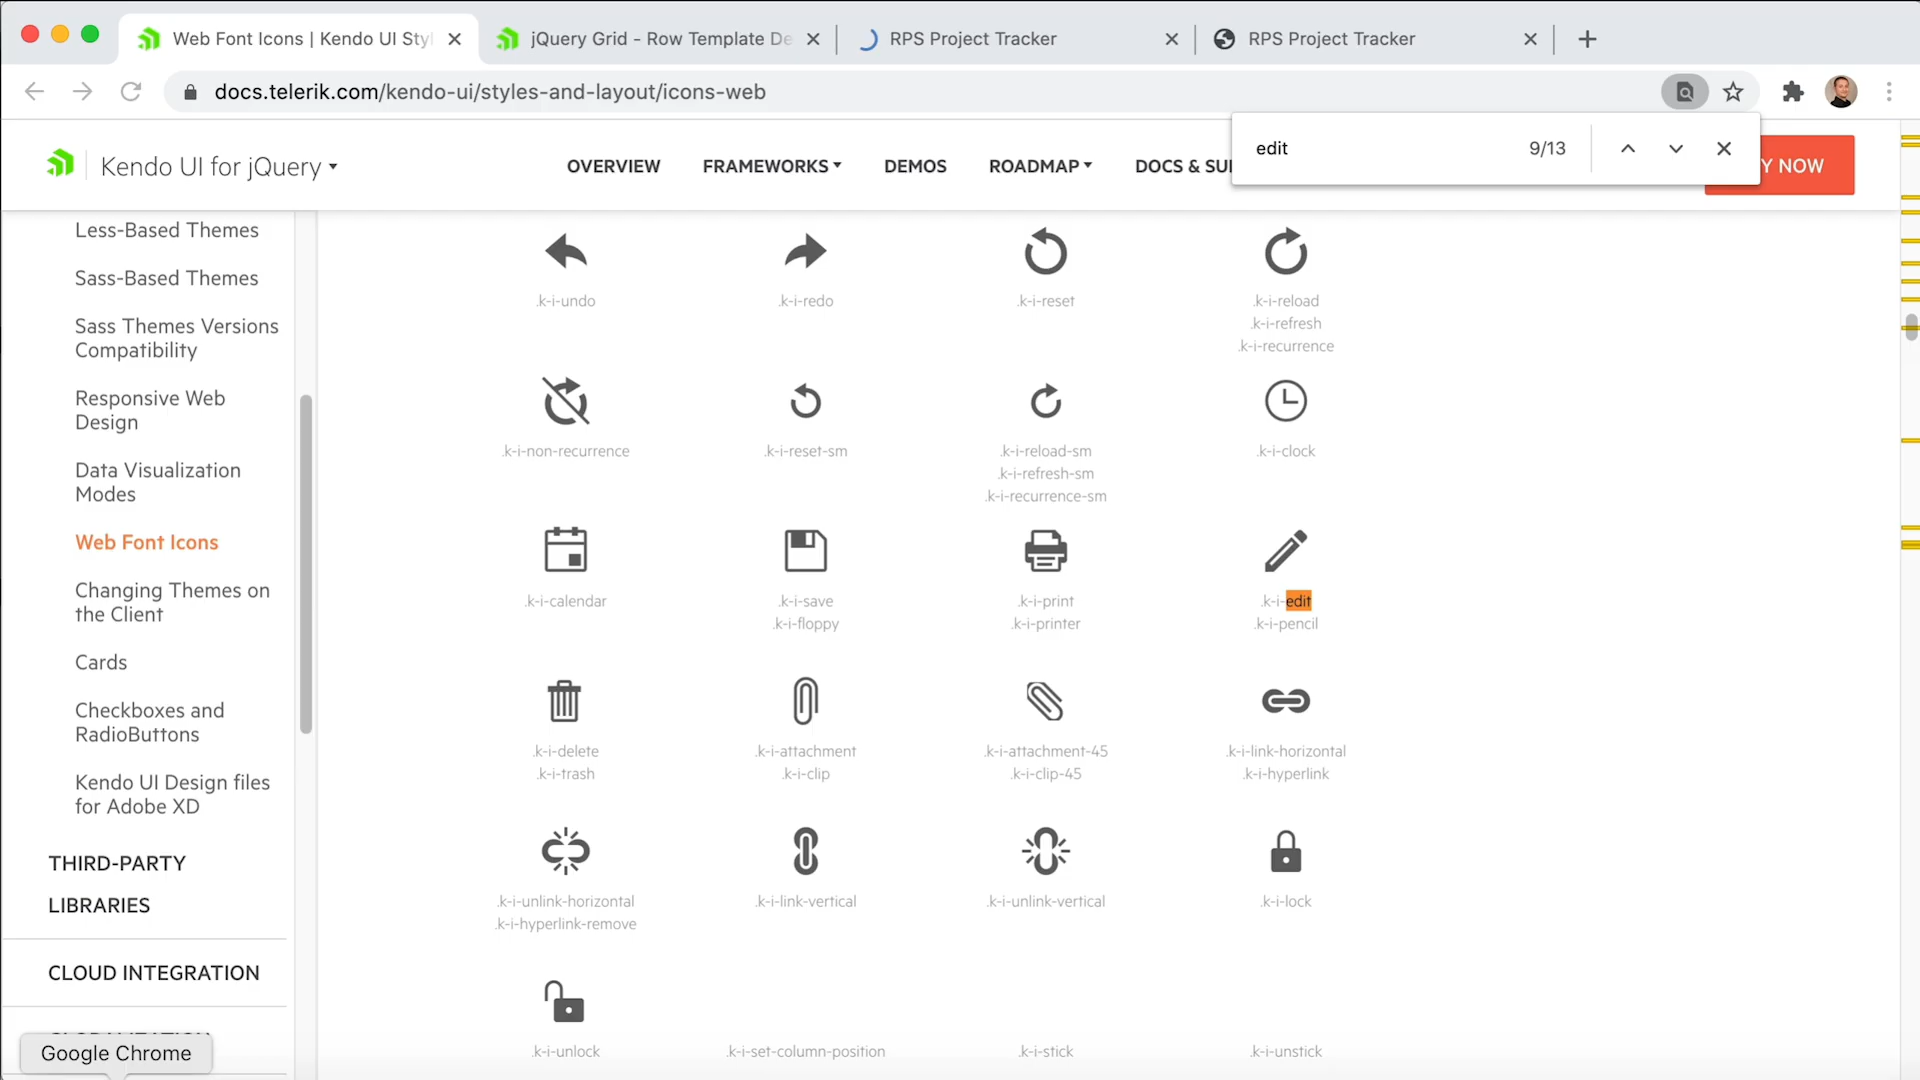 Web Font Icons | Kendo UI Styl
jQuery Grid - Row Template De
RPS Project Tracker
RPS Project Tracker
docs.telerik.com/kendo-ui/styles-and-layout/icons-web
edit
9/13
Kendo UI for jQuery
OVERVIEW
FRAMEWORKS
DEMOS
ROADMAP
DOCS & SU
Y NOW
Less-Based Themes
Sass-Based Themes
Sass Themes Versions
Compatibility
Responsive Web
Design
Data Visualization
Modes
Web Font Icons
Changing Themes on
the Client
Cards
Checkboxes and
RadioButtons
Kendo UI Design files
for Adobe XD
THIRD-PARTY
LIBRARIES
CLOUD INTEGRATION
Google Chrome
.k-i-undo
.k-i-redo
.k-i-reset
.k-i-reload
.k-i-refresh
.k-i-recurrence
.k-i-non-recurrence
.k-i-reset-sm
.k-i-reload-sm
.k-i-refresh-sm
.k-i-recurrence-sm
.k-i-clock
.k-i-calendar
.k-i-save
.k-i-floppy
.k-i-print
.k-i-printer
.k-i-edit
.k-i-pencil
.k-i-delete
.k-i-trash
.k-i-attachment
.k-i-clip
.k-i-attachment-45
.k-i-clip-45
.k-i-link-horizontal
.k-i-hyperlink
.k-i-unlink-horizontal
.k-i-hyperlink-remove
.k-i-link-vertical
.k-i-unlink-vertical
.k-i-lock
.k-i-unlock
.k-i-set-column-position
.k-i-stick
.k-i-unstick